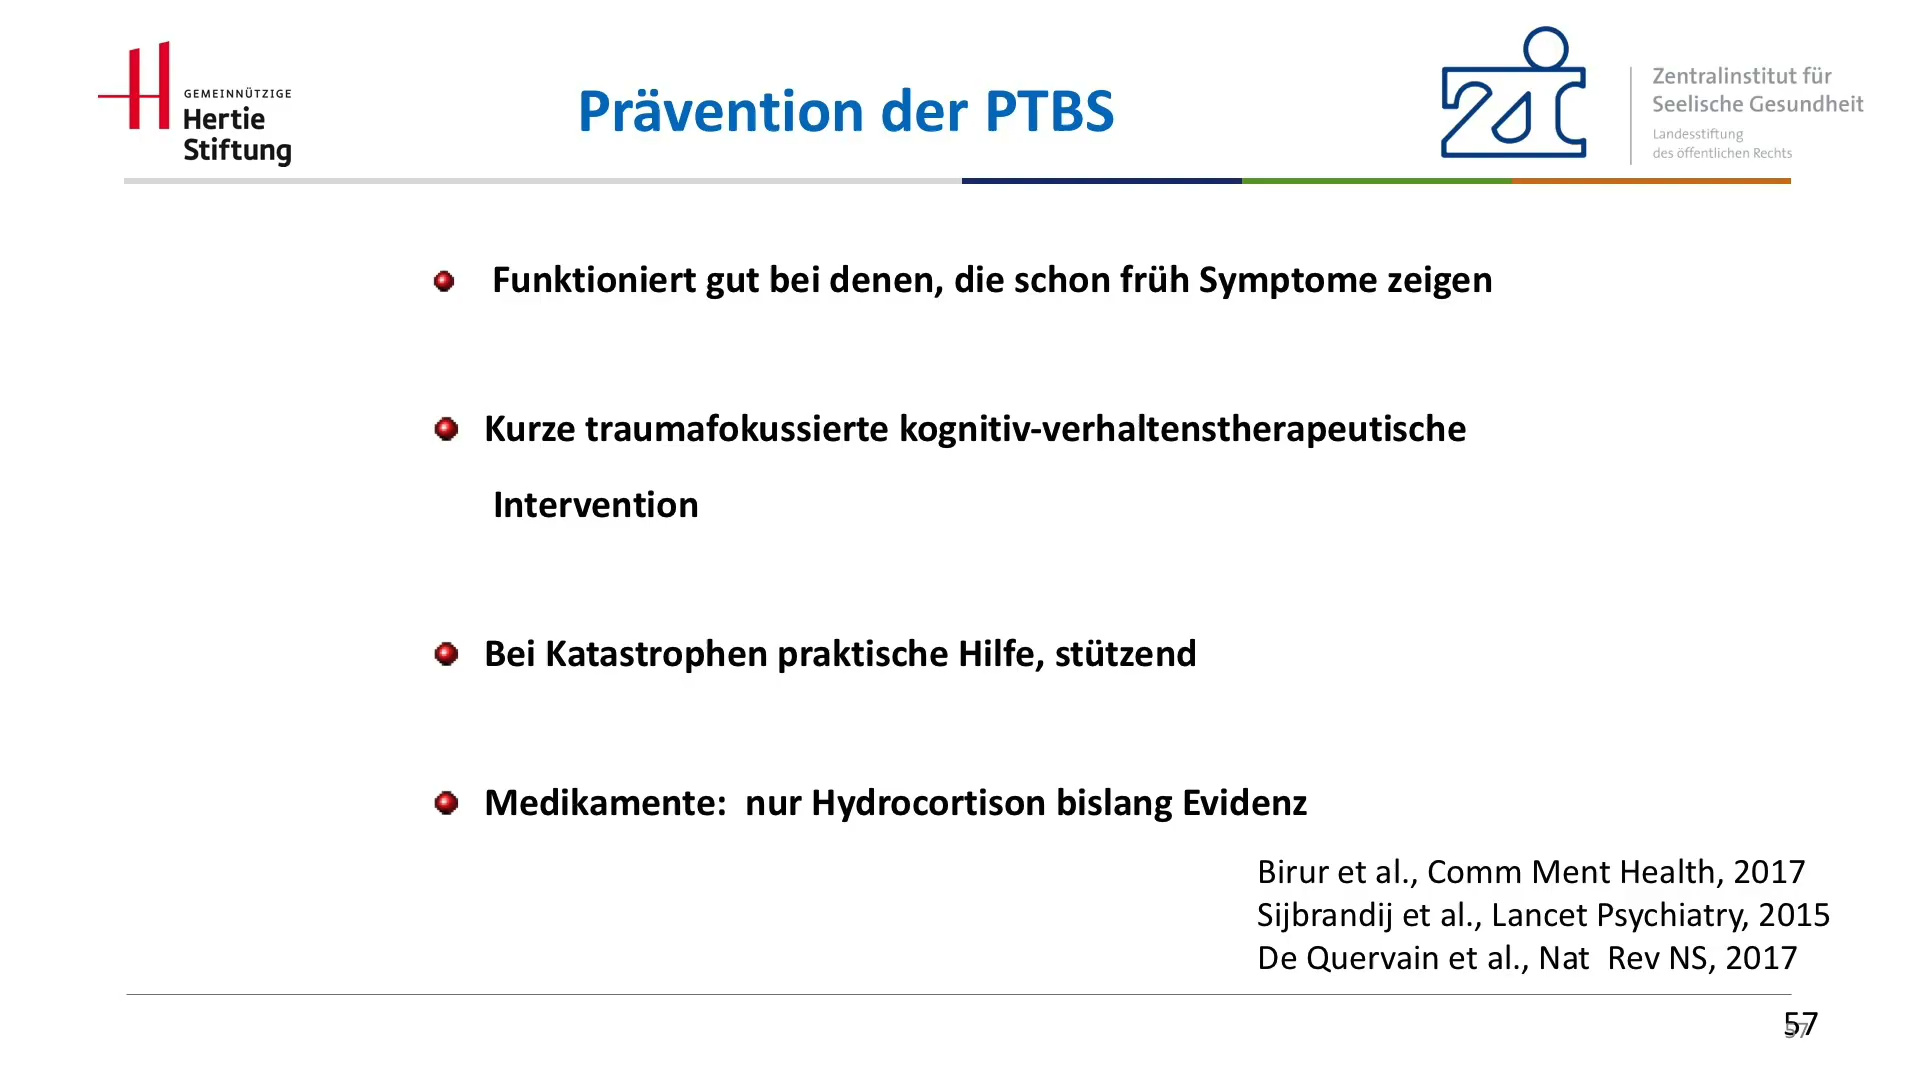 GEMEINNÜTZIGE
Hertie
Stiftung
Prävention der PTBS
zi
Zentralinstitut für
Seelische Gesundheit
Landesstiftung
des öffentlichen Rechts
Funktioniert gut bei denen, die schon früh Symptome zeigen
Kurze traumafokussierte kognitiv-verhaltenstherapeutische
Intervention
Bei Katastrophen praktische Hilfe, stützend
Medikamente: nur Hydrocortison bislang Evidenz
Birur et al., Comm Ment Health, 2017
Sijbrandij et al., Lancet Psychiatry, 2015
De Quervain et al., Nat Rev NS, 2017
57
57